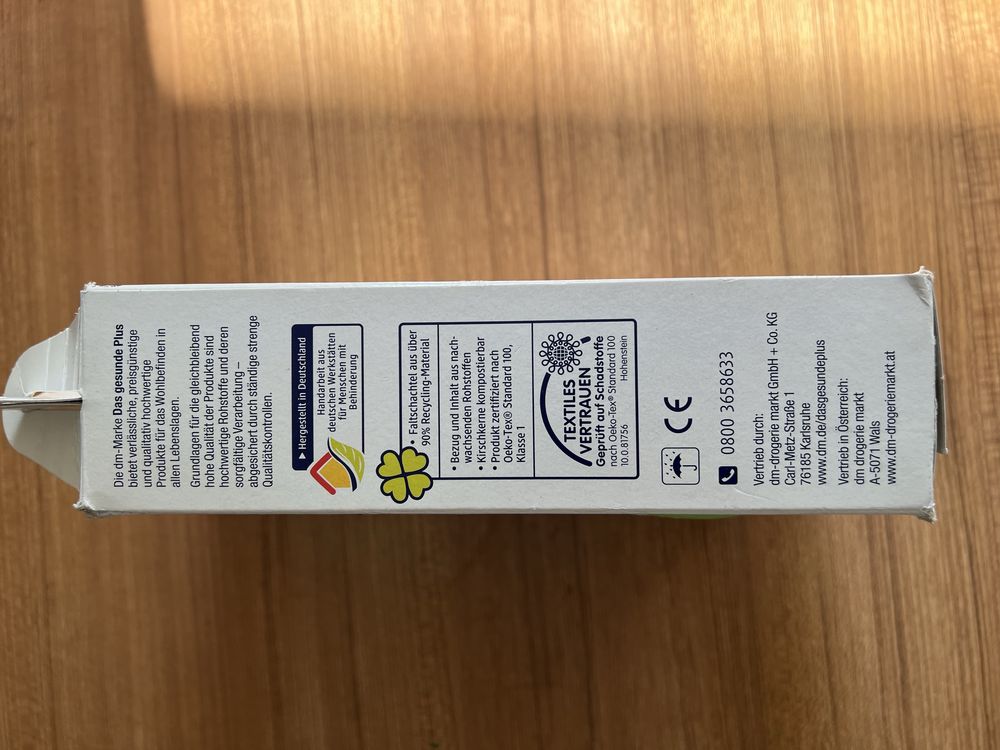 Die dm-Marke Das gesunde Plus
bietet verlässliche, preisgünstige
und qualitativ hochwertige
Produkte für das Wohlbefinden in
allen Lebenslagen.
Grundlagen für die gleichbleibend
hohe Qualität der Produkte sind
hochwertige Rohstoffe und deren
sorgfältige Verarbeitung –
abgesichert durch ständige strenge
Qualitätskontrollen.
▶ Hergestellt in Deutschland
Handarbeit aus
deutschen Werkstätten
für Menschen mit
Behinderung
• Faltschachtel aus über
90% Recycling-Material
• Bezug und Inhalt aus nach-
wachsenden Rohstoffen
• Kirschkerne kompostierbar
• Produkt zertifiziert nach
Oeko-Tex® Standard 100,
Klasse 1
TEXTILES
VERTRAUEN
Geprüft auf Schadstoffe
nach Oeko-Tex® Standard 100
10.0.81756 Hohenstein
CE
0800 3658633
Vertrieb durch:
dm-drogerie markt GmbH + Co. KG
Carl-Metz-Straße 1
76185 Karlsruhe
www.dm.de/dasgesundeplus
Vertrieb in Österreich:
dm drogerie markt
A-5071 Wals
www.dm-drogeriemarkt.at